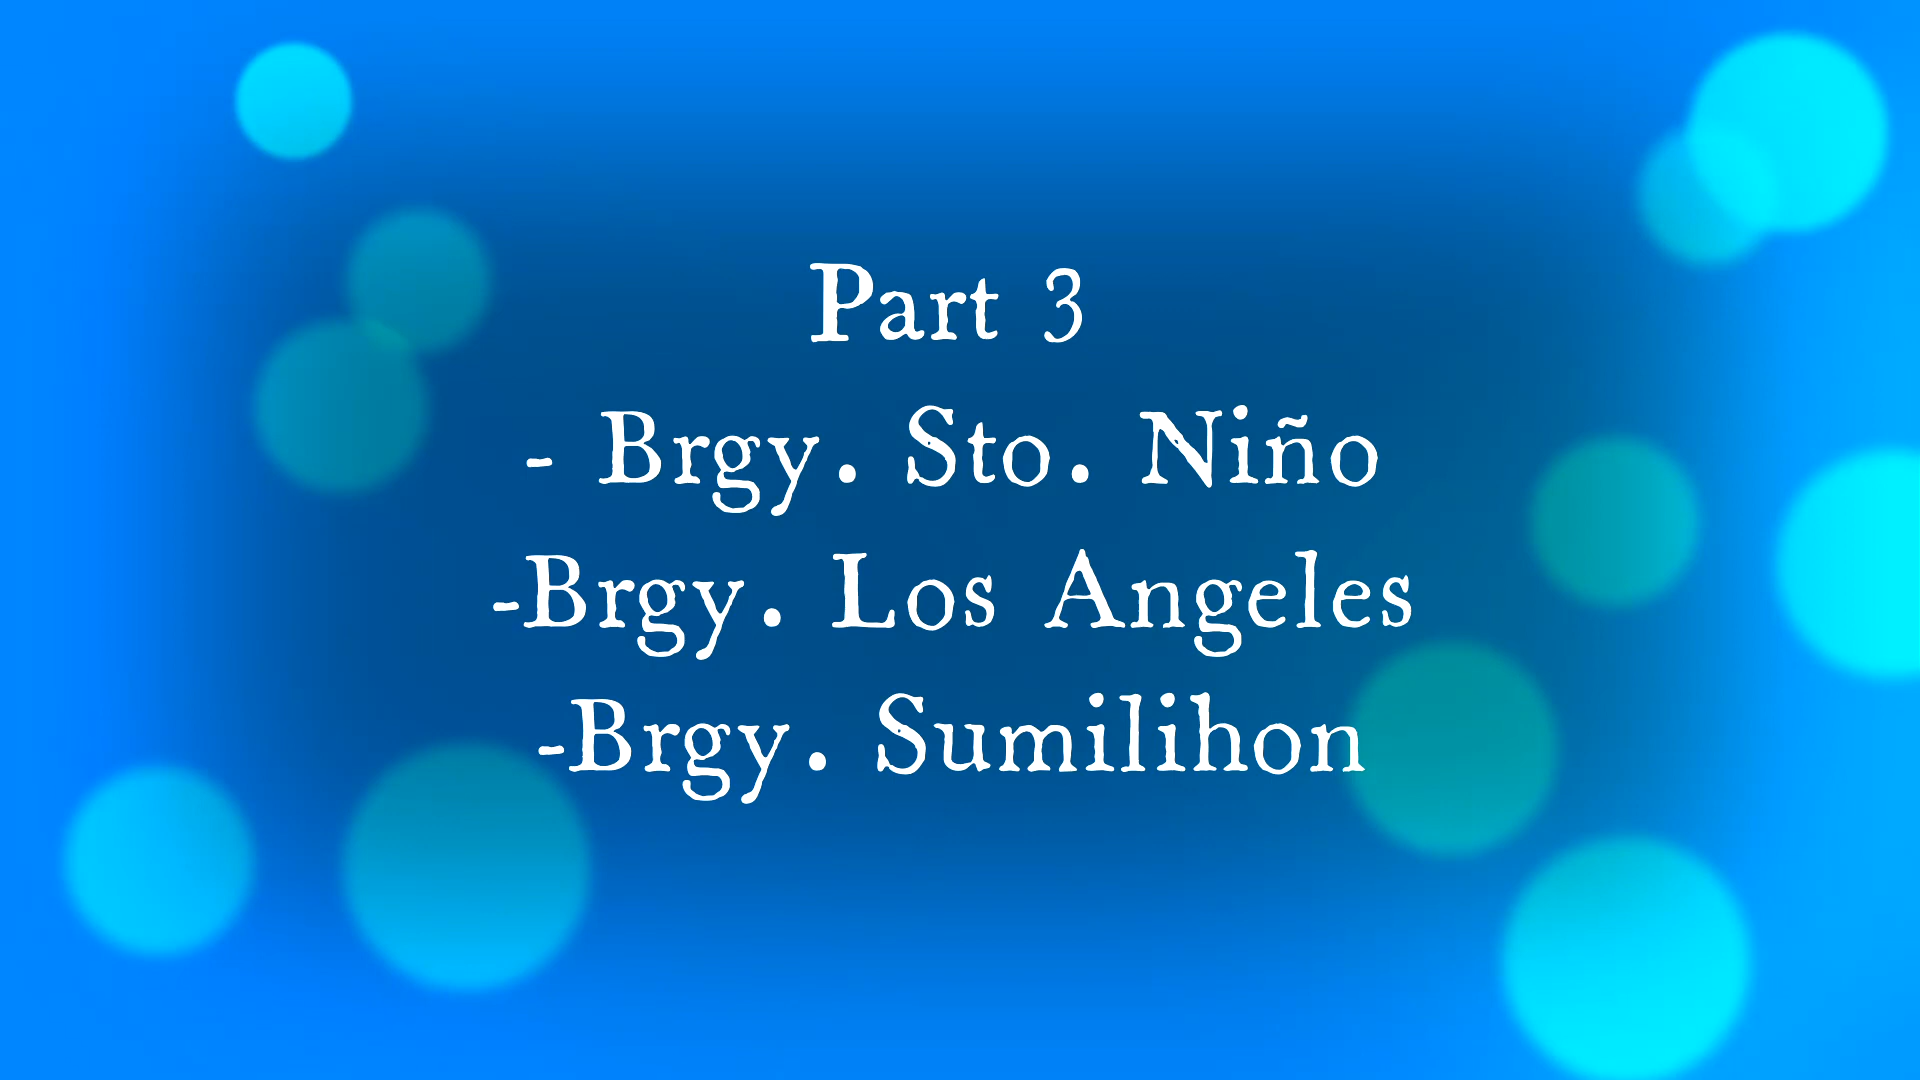 Part 3
- Brgy. Sto. Niño
-Brgy. Los Angeles
-Brgy. Sumilihon